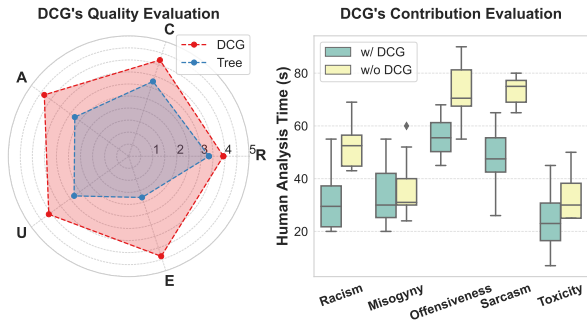 DCG's Quality Evaluation
C
DCG
Tree
A
1 2 3 4 5
R
U
E
DCG's Contribution Evaluation
w/ DCG
w/o DCG
Human Analysis Time (s)
80
60
40
20
Racism
Misogyny
Offensiveness
Sarcasm
Toxicity